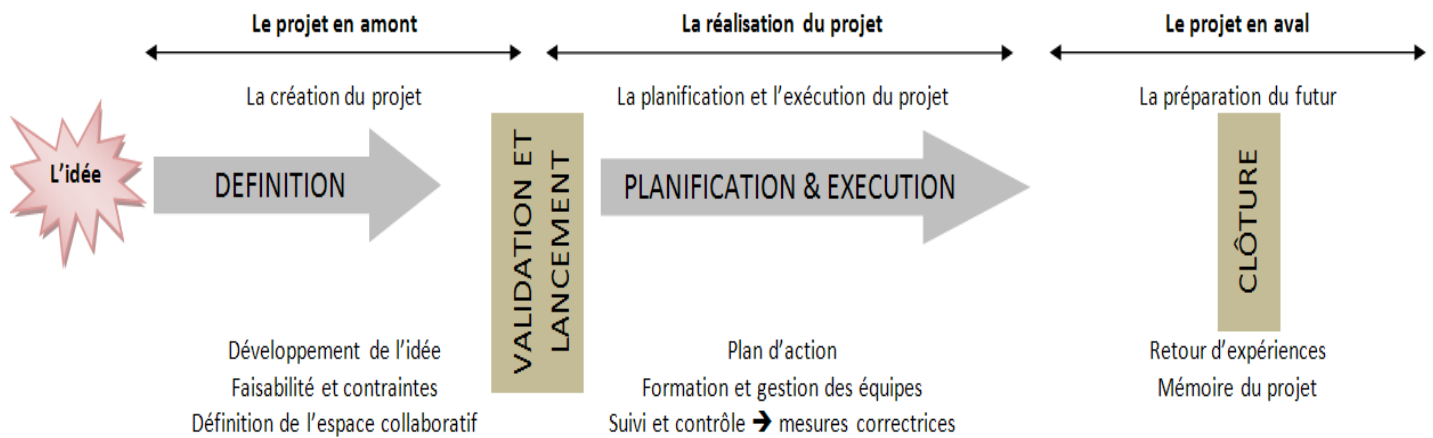 Le projet en amont
La réalisation du projet
Le projet en aval
La création du projet
La planification et l'exécution du projet
La préparation du futur
L'idée
DEFINITION
VALIDATION ET
LANCEMENT
PLANIFICATION & EXECUTION
CLÔTURE
Développement de l'idée
Faisabilité et contraintes
Définition de l'espace collaboratif
Plan d'action
Formation et gestion des équipes
Suivi et contrôle ➔ mesures correctrices
Retour d'expériences
Mémoire du projet